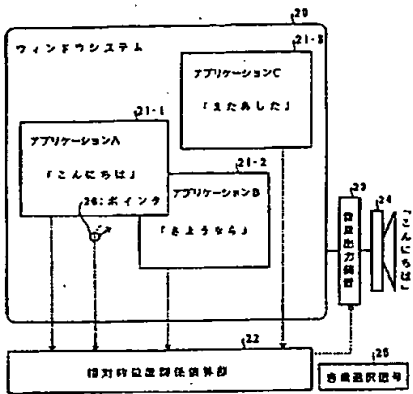 20
ウィンドウシステム
21-3
アプリケーションC
「またあした」
21-1
アプリケーションA
「こんにちは」
21-2
アプリケーションB
「さようなら」
26:ポインタ
23
音声出力装置
24
「こんにちは」
22
25
音声選択信号